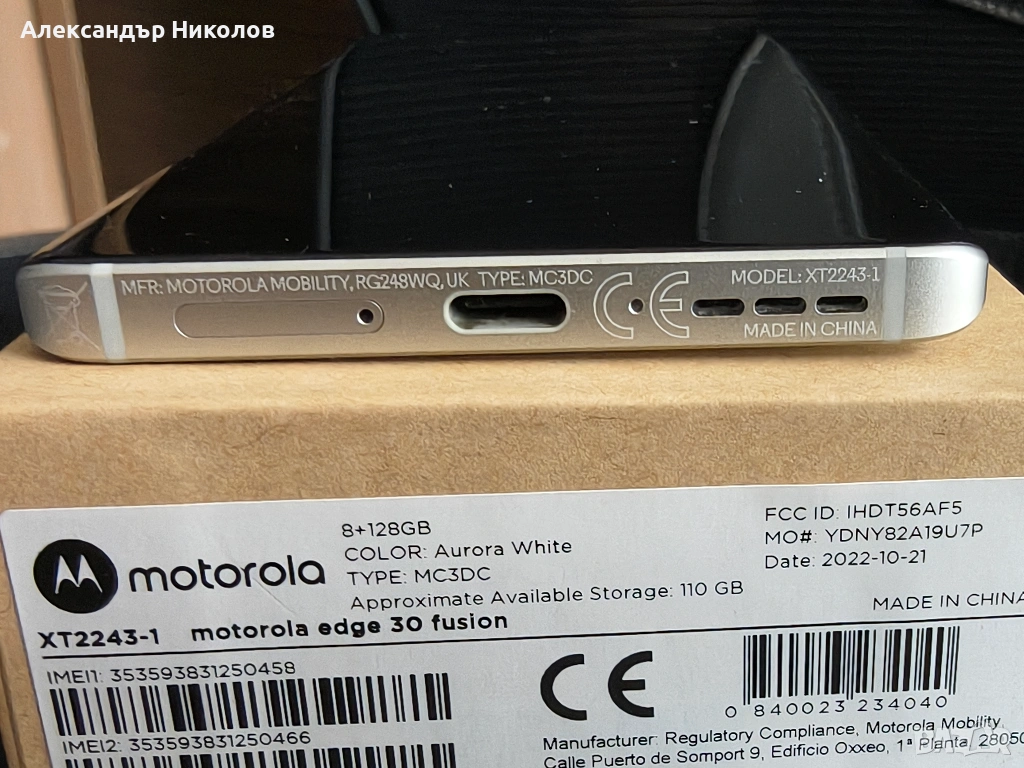 Александър Николов
MFR: MOTOROLA MOBILITY, RG248WQ, UK TYPE: MC3DC
CE
MODEL: XT2243-1
MADE IN CHINA
motorola
8+128GB
COLOR: Aurora White
TYPE: MC3DC
Approximate Available Storage: 110 GB
FCC ID: IHDT56AF5
MO#: YDNY82A19U7P
Date: 2022-10-21
MADE IN CHINA
XT2243-1 motorola edge 30 fusion
IMEI1: 353593831250458
IMEI2: 353593831250466
CE
0 840023 234040
Manufacturer: Regulatory Compliance, Motorola Mobility,
Calle Puerto de Somport 9, Edificio Oxxeo, 1ª Planta, 28050